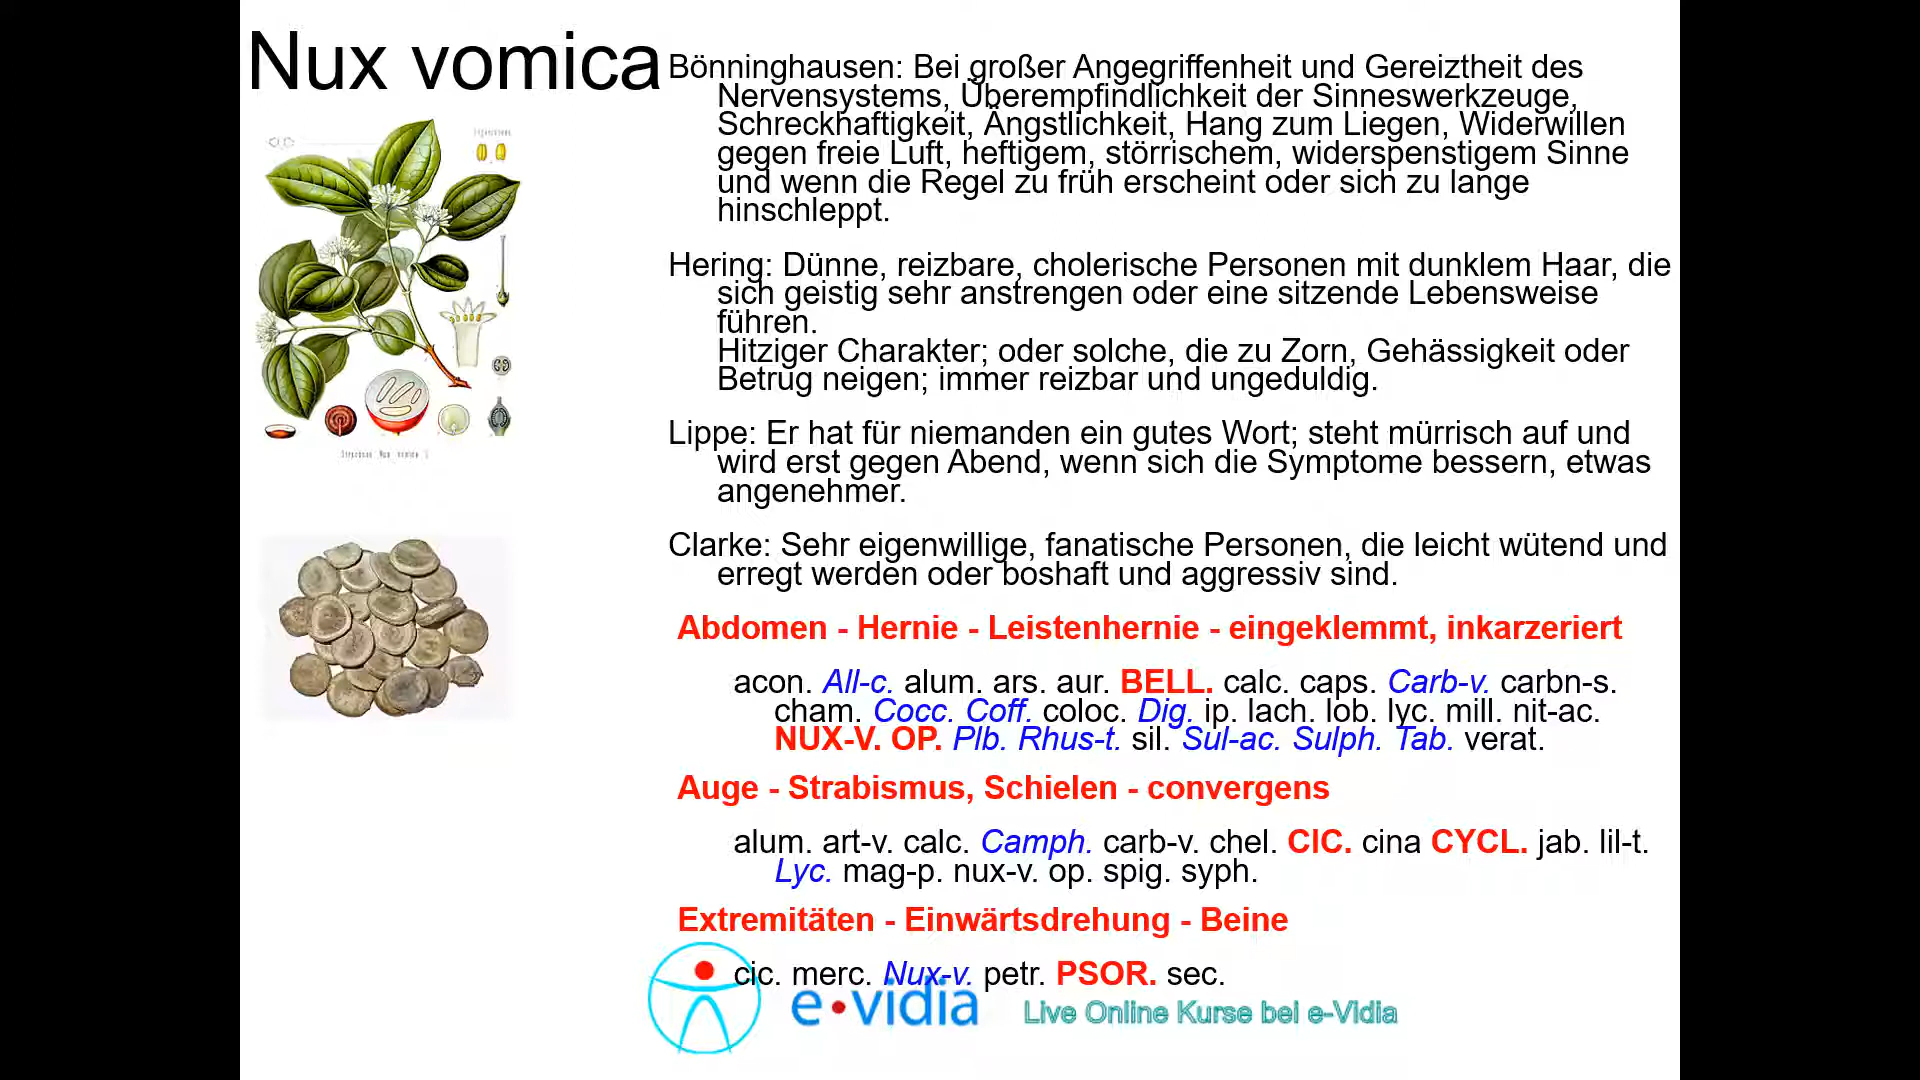 Nux vomica
Bönninghausen: Bei großer Angegriffenheit und Gereiztheit des
Nervensystems, Überempfindlichkeit der Sinneswerkzeuge,
Schreckhaftigkeit, Ängstlichkeit, Hang zum Liegen, Widerwillen
gegen freie Luft, heftigem, störrischem, widerspenstigem Sinne
und wenn die Regel zu früh erscheint oder sich zu lange
hinschleppt.
Hering: Dünne, reizbare, cholerische Personen mit dunklem Haar, die
sich geistig sehr anstrengen oder eine sitzende Lebensweise
führen.
Hitziger Charakter; oder solche, die zu Zorn, Gehässigkeit oder
Betrug neigen; immer reizbar und ungeduldig.
Lippe: Er hat für niemanden ein gutes Wort; steht mürrisch auf und
wird erst gegen Abend, wenn sich die Symptome bessern, etwas
angenehmer.
Clarke: Sehr eigenwillige, fanatische Personen, die leicht wütend und
erregt werden oder boshaft und aggressiv sind.
Abdomen - Hernie - Leistenhernie - eingeklemmt, inkarzeriert
acon. All-c. alum. ars. aur. BELL. calc. caps. Carb-v. carbn-s.
cham. Cocc. Coff. coloc. Dig. ip. lach. lob. lyc. mill. nit-ac.
NUX-V. OP. Plb. Rhus-t. sil. Sul-ac. Sulph. Tab. verat.
Auge - Strabismus, Schielen - convergens
alum. art-v. calc. Camph. carb-v. chel. CIC. cina CYCL. jab. lil-t.
Lyc. mag-p. nux-v. op. spig. syph.
Extremitäten - Einwärtsdrehung - Beine
cic. merc. Nux-v. petr. PSOR. sec.
e•vidia
Live Online Kurse bei e-Vidia